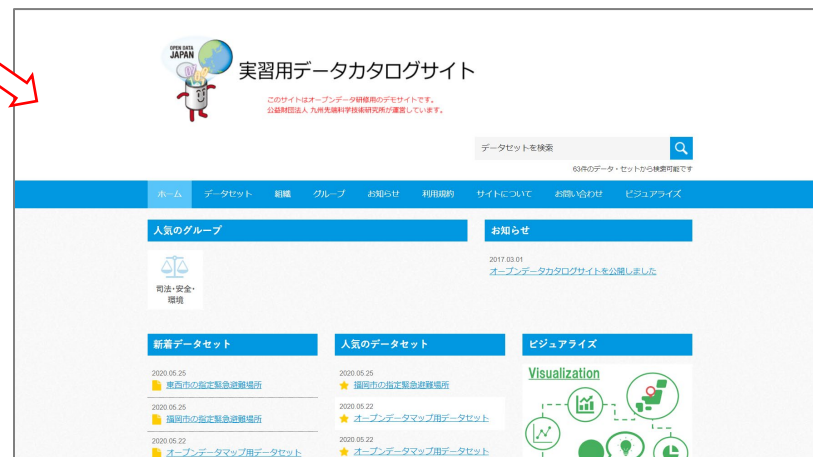 OPEN DATA
JAPAN
実習用データカタログサイト
このサイトはオープンデータ研修用のデモサイトです。
公益財団法人 九州先端科学技術研究所が運営しています。
データセットを検索
63件のデータ・セットから検索可能です
ホーム データセット 組織 グループ お知らせ 利用規約 サイトについて お問い合わせ ビジュアライズ
人気のグループ
司法・安全・
環境
お知らせ
2017.03.01
オープンデータカタログサイトを公開しました
新着データセット
2020.05.25
東西市の指定緊急避難場所
2020.05.25
福岡市の指定緊急避難場所
2020.05.22
オープンデータマップ用データセット
人気のデータセット
2020.05.25
福岡市の指定緊急避難場所
2020.05.22
オープンデータマップ用データセット
2020.05.22
オープンデータマップ用データセット
ビジュアライズ
Visualization